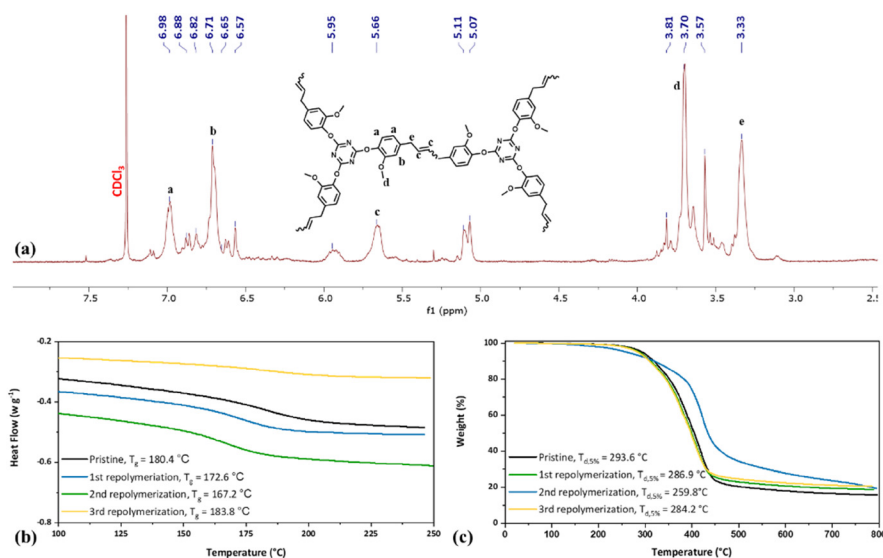 6.98 6.88 6.82 6.71 6.65 6.57 5.95 5.66 5.11 5.07 3.81 3.70 3.57 3.33
CDCl3
a
b
c
d
e
a a e c
b c
d
O
N N
N
O
O
O
O
O
N N
N
O
O
O
O
O
(a)
7.5 7.0 6.5 6.0 5.5 5.0 4.5 4.0 3.5 3.0 2.5
f1 (ppm)
Heat Flow (w g-1)
-0.2
-0.4
-0.6
-0.8
Pristine, Tg = 180.4 °C
1st repolymeriation, Tg = 172.6 °C
2nd repolymerization, Tg = 167.2 °C
3rd repolymerization, Tg = 183.8 °C
100 125 150 175 200 225 250
(b)
Temperature (°C)
Weight (%)
100
80
60
40
20
0
Pristine, Td,5% = 293.6 °C
1st repolymerization, Td,5% = 286.9 °C
2nd repolymerization, Td,5% = 259.8°C
3rd repolymerization, Td,5% = 284.2 °C
0 100 200 300 400 500 600 700 800
(c)
Temperature (°C)